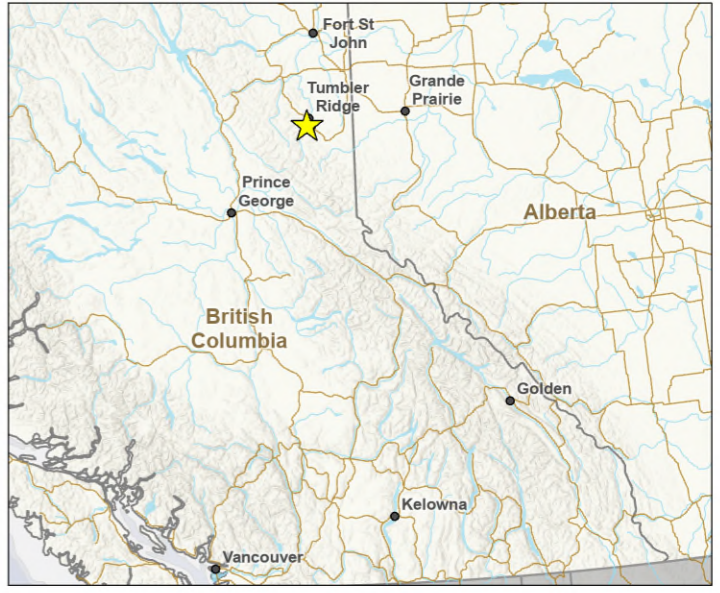 Fort St
John
Tumbler
Ridge
Grande
Prairie
Prince
George
Alberta
British
Columbia
Golden
Kelowna
Vancouver